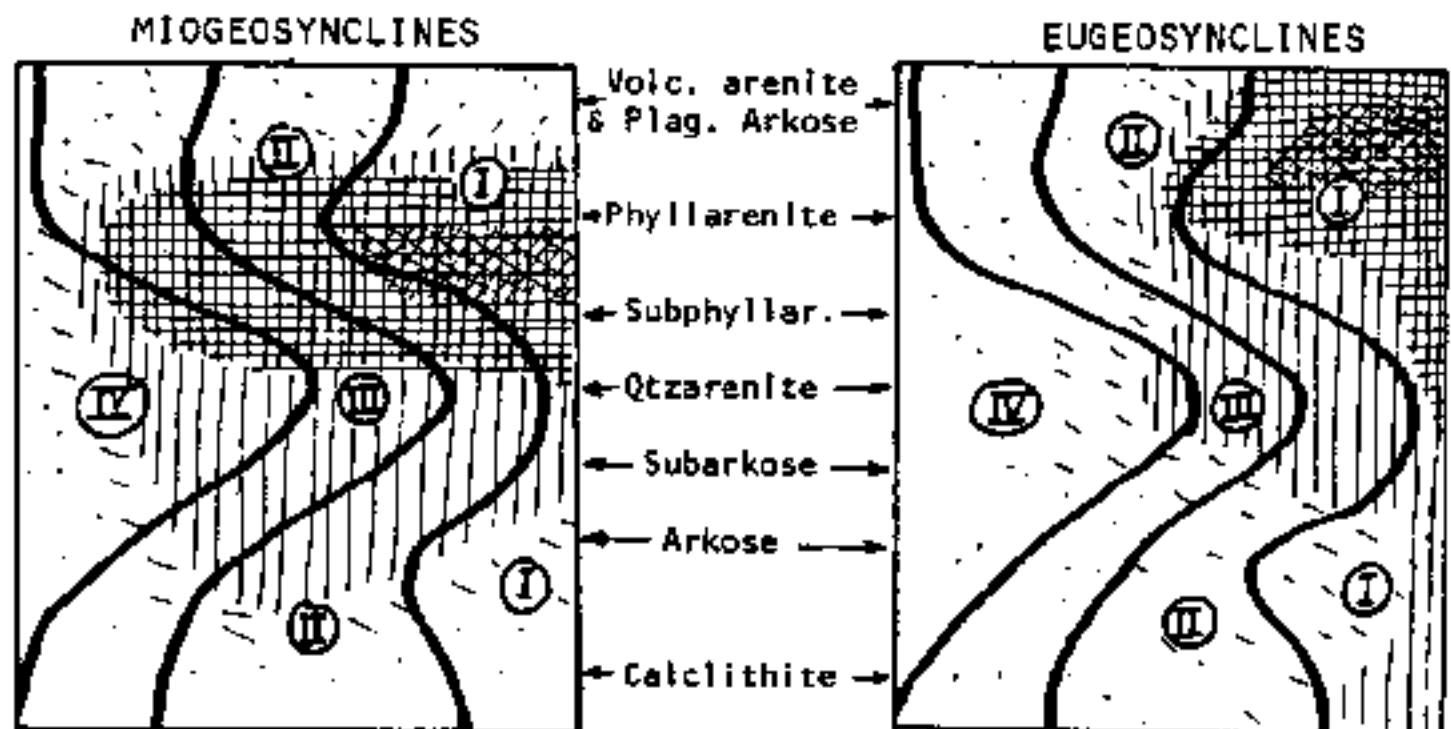 MIOGEOSYNCLINES
EUGEOSYNCLINES
Volc. arenite
& Plag. Arkose
II
I
II
I
Phyllarenite
Subphyllar.
Qtzarenite
IV
III
IV
III
Subarkose
Arkose
I
I
II
II
Calclithite